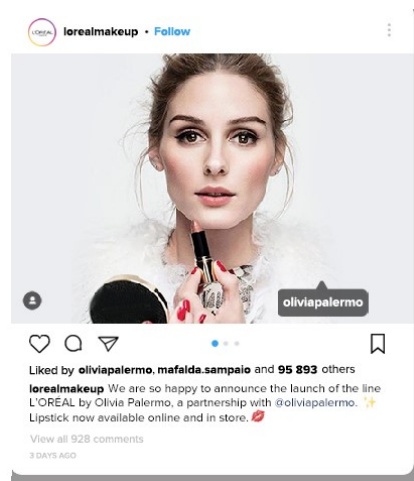 L'ORÉAL
lorealmakeup • Follow
oliviapalermo
Liked by oliviapalermo, mafalda.sampaio and 95 893 others
lorealmakeup We are so happy to announce the launch of the line
L'ORÉAL by Olivia Palermo, a partnership with @oliviapalermo. ✨
Lipstick now available online and in store. 💋
View all 928 comments
3 DAYS AGO